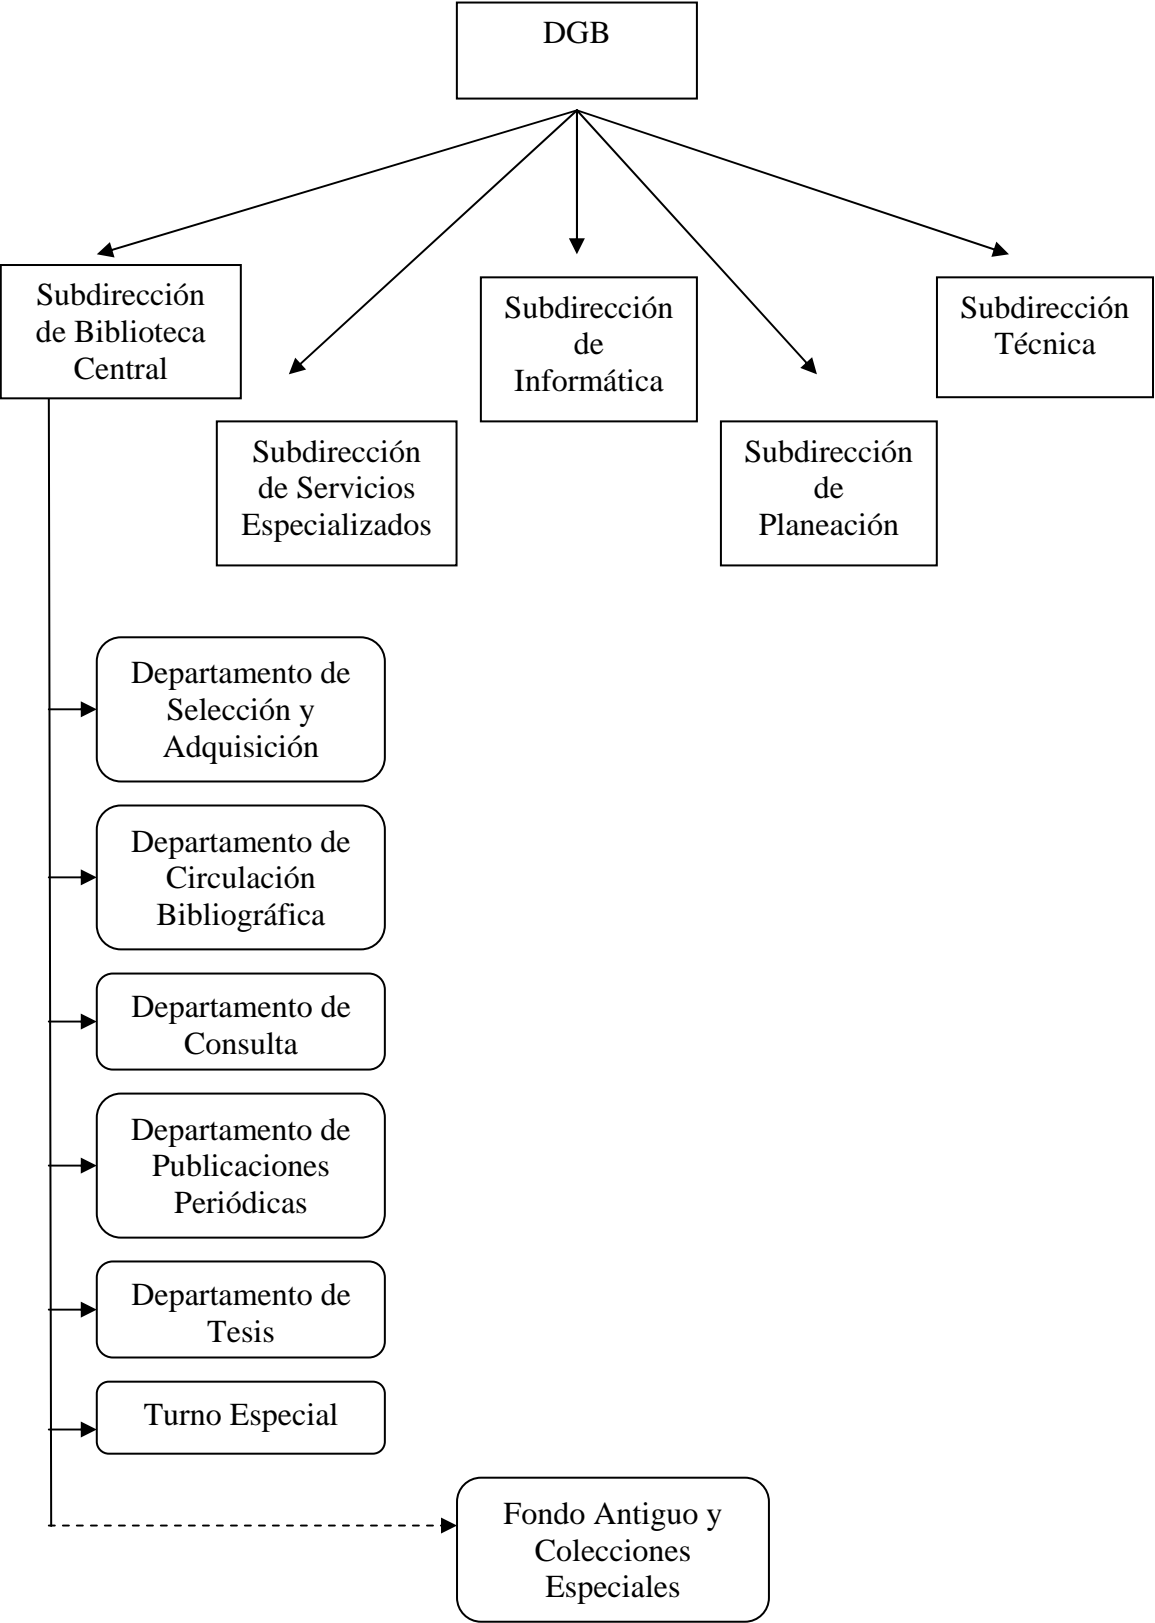 DGB
Subdirección
de Biblioteca
Central
Subdirección
de Servicios
Especializados
Subdirección
de
Informática
Subdirección
de
Planeación
Subdirección
Técnica
Departamento de
Selección y
Adquisición
Departamento de
Circulación
Bibliográfica
Departamento de
Consulta
Departamento de
Publicaciones
Periódicas
Departamento de
Tesis
Turno Especial
Fondo Antiguo y
Colecciones
Especiales